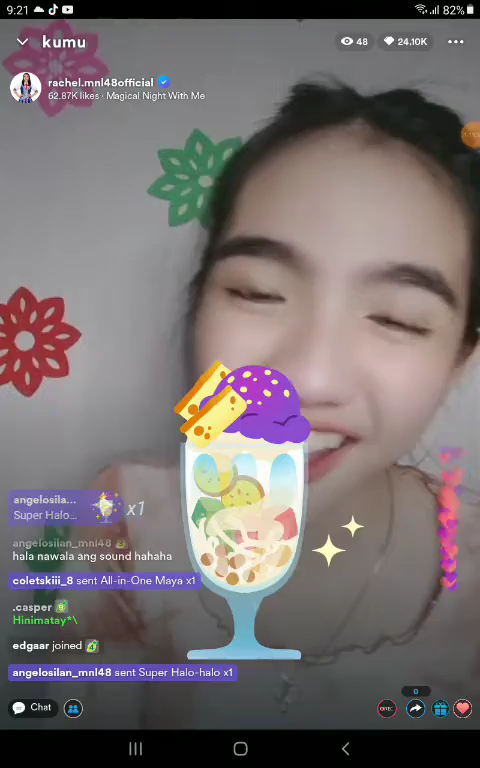 9:21
82%
kumu
48
24.10K
rachel.mnl48official
62.87K likes · Magical Night With Me
angelosila...
Super Halo...
x1
angelosilan_mnl48
hala nawala ang sound hahaha
coletskiii_8 sent All-in-One Maya x1
.casper
Hinimatay*\
edgaar joined
angelosilan_mnl48 sent Super Halo-halo x1
0
Chat